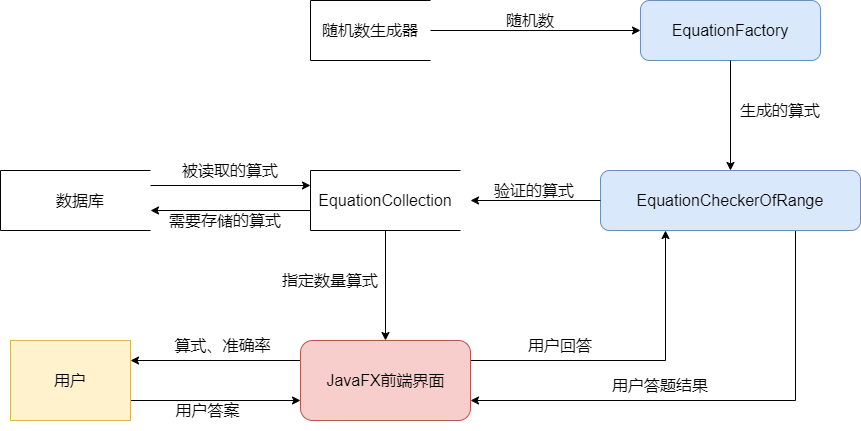 随机数生成器
随机数
EquationFactory
生成的算式
数据库
被读取的算式
需要存储的算式
EquationCollection
验证的算式
EquationCheckerOfRange
指定数量算式
用户
算式、准确率
用户答案
JavaFX前端界面
用户回答
用户答题结果